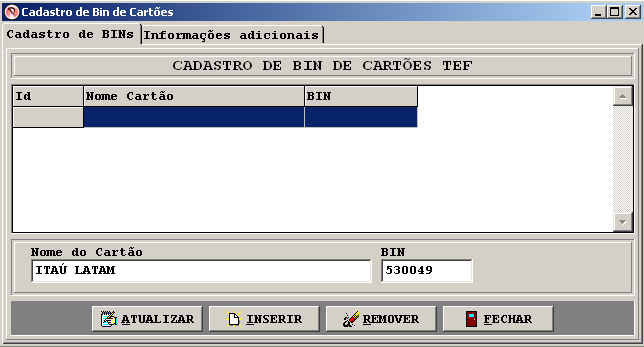 Cadastro de Bin de Cartões
Cadastro de BINs Informações adicionais
CADASTRO DE BIN DE CARTÕES TEF
Id Nome Cartão BIN
Nome do Cartão BIN
ITAÚ LATAM 530049
ATUALIZAR INSERIR REMOVER FECHAR